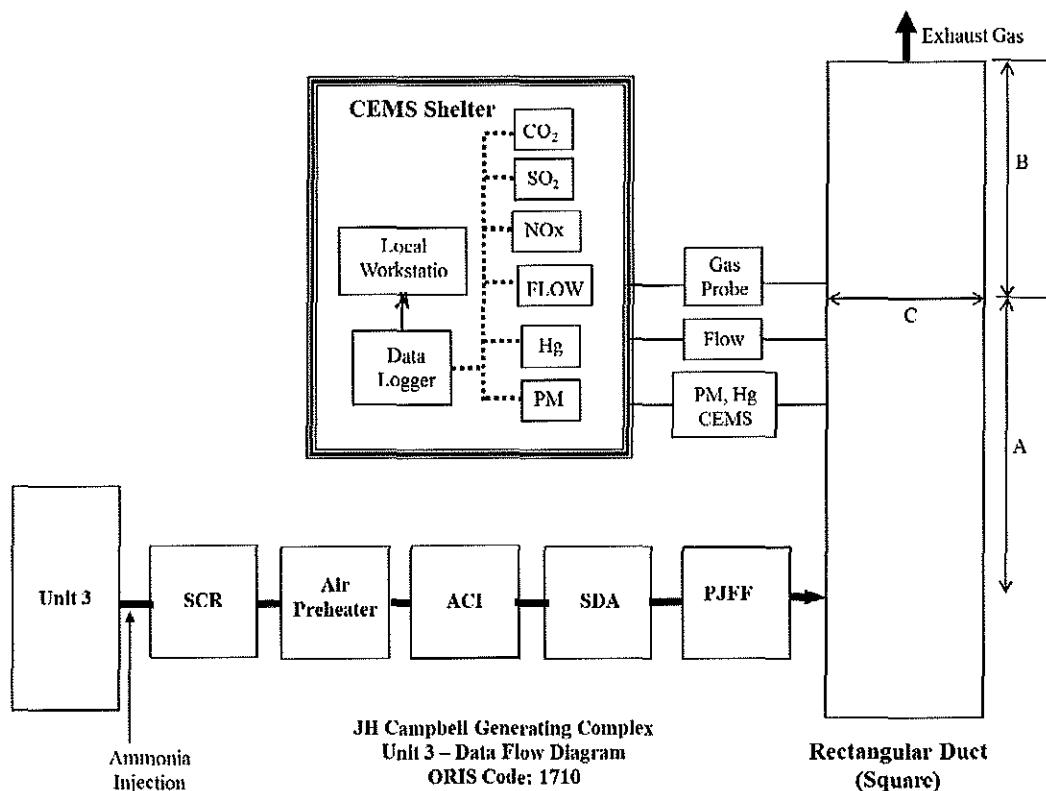 Exhaust Gas
CEMS Shelter
CO₂
SO₂
NOx
FLOW
Hg
PM
Local
Workstatio
Data
Logger
Gas
Probe
Flow
PM, Hg
CEMS
B
C
A
Unit 3
SCR
Air
Preheater
ACI
SDA
PJFF
Ammonia
Injection
JH Campbell Generating Complex
Unit 3 – Data Flow Diagram
ORIS Code: 1710
Rectangular Duct
(Square)